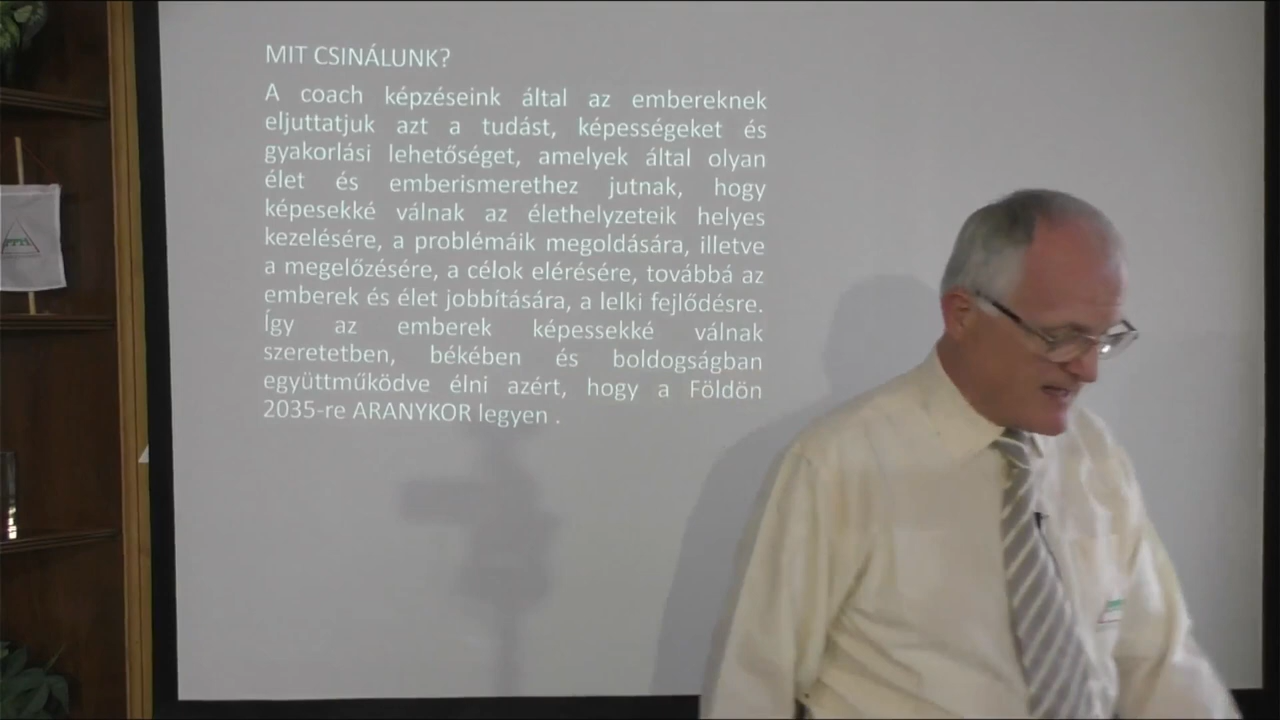 MIT CSINÁLUNK?
A coach képzéseink által az embereknek
eljuttatjuk azt a tudást, képességeket és
gyakorlási lehetőséget, amelyek által olyan
élet és emberismerethez jutnak, hogy
képesekké válnak az élethelyzeteik helyes
kezelésére, a problémáik megoldására, illetve
a megelőzésére, a célok elérésére, továbbá az
emberek és élet jobbítására, a lelki fejlődésre.
Így az emberek képessekké válnak
szeretetben, békében és boldogságban
együttműködve élni azért, hogy a Földön
2035-re ARANYKOR legyen .